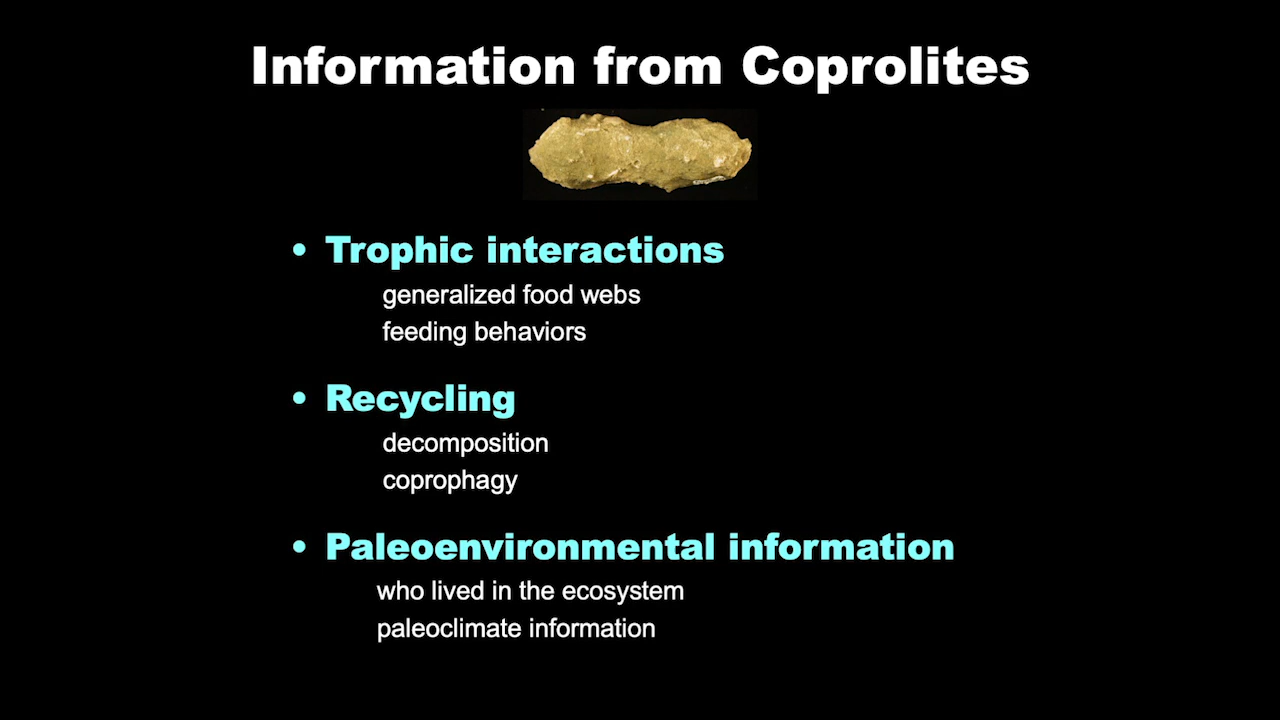 Information from Coprolites
• Trophic interactions
generalized food webs
feeding behaviors
• Recycling
decomposition
coprophagy
• Paleoenvironmental information
who lived in the ecosystem
paleoclimate information